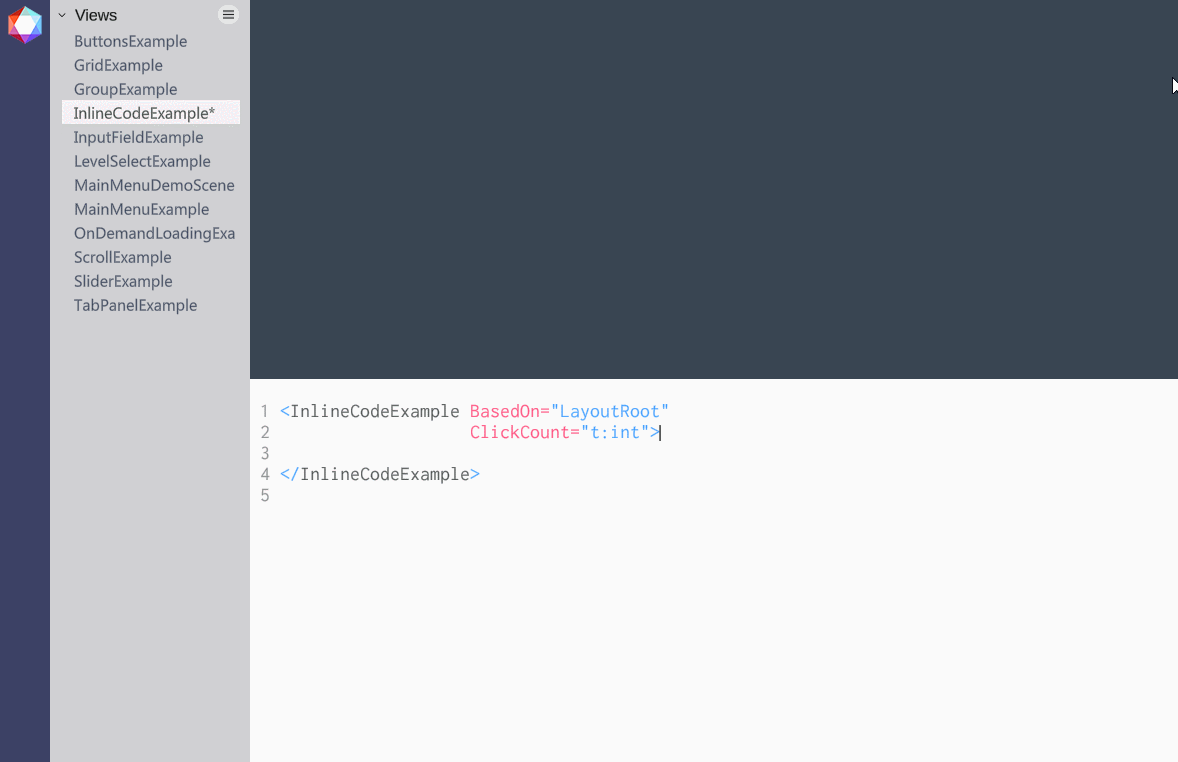 Views
ButtonsExample
GridExample
GroupExample
InlineCodeExample*
InputFieldExample
LevelSelectExample
MainMenuDemoScene
MainMenuExample
OnDemandLoadingExa
ScrollExample
SliderExample
TabPanelExample
1 <InlineCodeExample BasedOn="LayoutRoot"
2 ClickCount="t:int">
3
4 </InlineCodeExample>
5